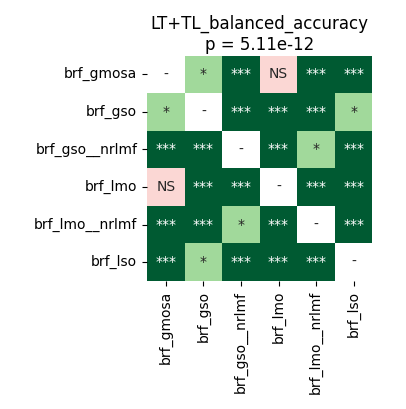 LT+TL_balanced_accuracy
p = 5.11e-12
brf_gmosa - * *** NS *** ***
brf_gso * - *** *** *** *
brf_gso__nrlmf *** *** - *** * ***
brf_lmo NS *** *** - *** ***
brf_lmo__nrlmf *** *** * *** - ***
brf_lso *** * *** *** *** -
brf_gmosa
brf_gso
brf_gso__nrlmf
brf_lmo
brf_lmo__nrlmf
brf_lso